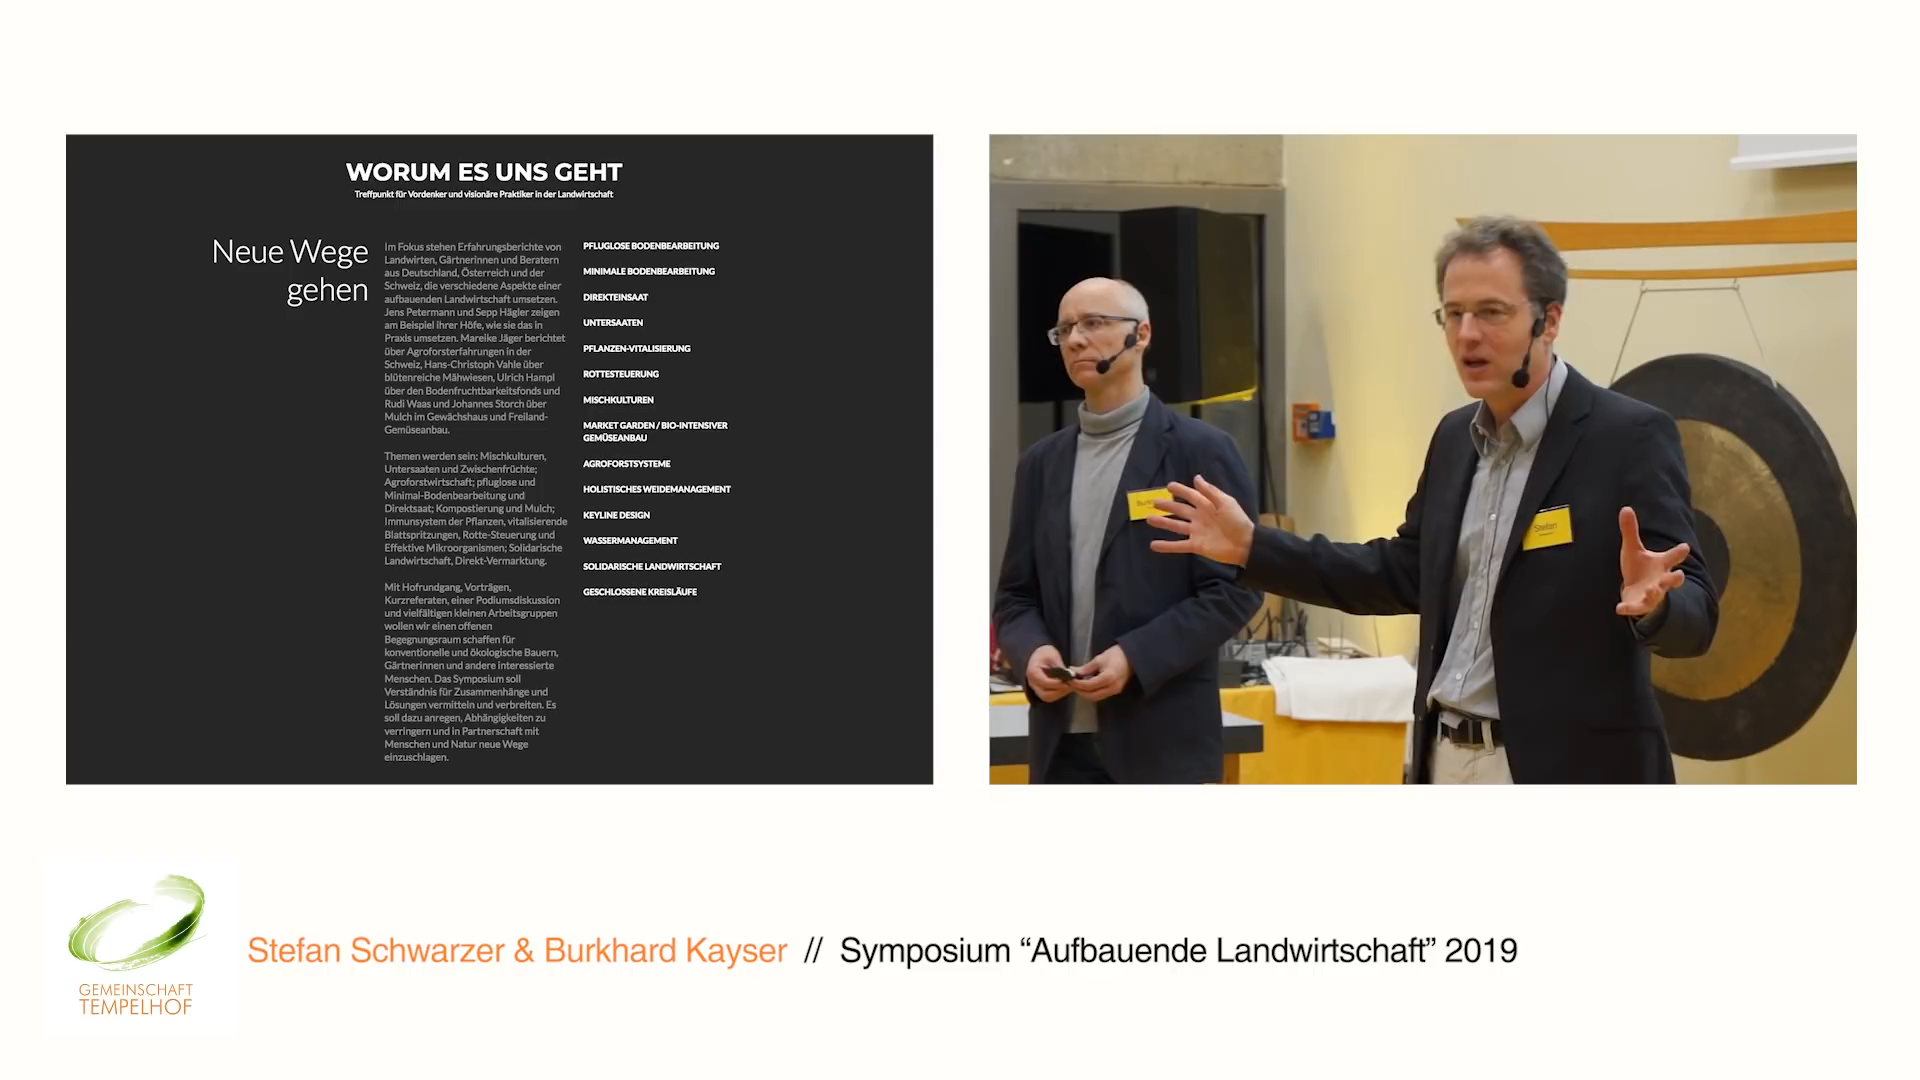 WORUM ES UNS GEHT
Treffpunkt für Vordenker und visionäre Praktiker in der Landwirtschaft
Neue Wege
gehen
Im Fokus stehen Erfahrungsberichte von
Landwirten, Gärtnerinnen und Beratern
aus Deutschland, Österreich und der
Schweiz, die verschiedene Aspekte einer
aufbauenden Landwirtschaft umsetzen.
Jens Petermann und Sepp Hägler zeigen
am Beispiel ihrer Höfe, wie sie das in
Praxis umsetzen. Mareike Jäger berichtet
über Agroforsterfahrungen in der
Schweiz, Hans-Christoph Vahle über
blütenreiche Mähwiesen, Ulrich Hampl
über den Bodenfruchtbarkeitsfonds und
Rudi Waas und Johannes Storch über
Mulch im Gewächshaus und Freiland-
Gemüseanbau.
Themen werden sein: Mischkulturen,
Untersaaten und Zwischenfrüchte;
Agroforstwirtschaft; pfluglose und
Minimal-Bodenbearbeitung und
Direktsaat; Kompostierung und Mulch;
Immunsystem der Pflanzen, vitalisierende
Blattspritzungen, Rotte-Steuerung und
Effektive Mikroorganismen; Solidarische
Landwirtschaft, Direkt-Vermarktung.
Mit Hofrundgang, Vorträgen,
Kurzreferaten, einer Podiumsdiskussion
und vielfältigen kleinen Arbeitsgruppen
wollen wir einen offenen
Begegnungsraum schaffen für
konventionelle und ökologische Bauern,
Gärtnerinnen und andere interessierte
Menschen. Das Symposium soll
Verständnis für Zusammenhänge und
Lösungen vermitteln und verbreiten. Es
soll dazu anregen, Abhängigkeiten zu
verringern und in Partnerschaft mit
Menschen und Natur neue Wege
einzuschlagen.
PFLUGLOSE BODENBEARBEITUNG
MINIMALE BODENBEARBEITUNG
DIREKTEINSAAT
UNTERSAATEN
PFLANZEN-VITALISIERUNG
ROTTESTEUERUNG
MISCHKULTUREN
MARKET GARDEN / BIO-INTENSIVER
GEMÜSEANBAU
AGROFORSTSYSTEME
HOLISTISCHES WEIDEMANAGEMENT
KEYLINE DESIGN
WASSERMANAGEMENT
SOLIDARISCHE LANDWIRTSCHAFT
GESCHLOSSENE KREISLÄUFE
Stefan
GEMEINSCHAFT
TEMPELHOF
Stefan Schwarzer & Burkhard Kayser // Symposium “Aufbauende Landwirtschaft” 2019